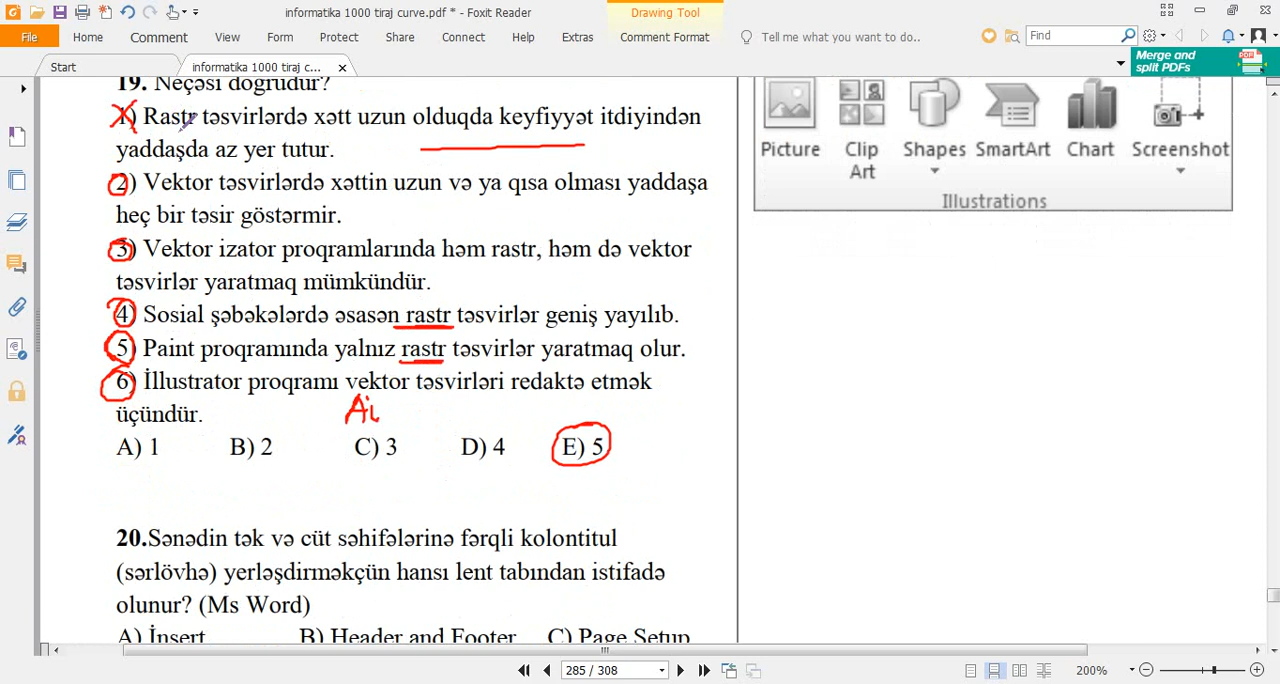 informatika 1000 tiraj curve.pdf * - Foxit Reader
Drawing Tool
File Home Comment View Form Protect Share Connect Help Extras Comment Format Tell me what you want to do.. Find
Start
informatika 1000 tiraj c...
Merge and
split PDFs
19. Neçəsi doğrudur?
1) Rastr təsvirlərdə xətt uzun olduqda keyfiyyət itdiyindən
yaddaşda az yer tutur.
2) Vektor təsvirlərdə xəttin uzun və ya qısa olması yaddaşa
heç bir təsir göstərmir.
3) Vektor izator proqramlarında həm rastr, həm də vektor
təsvirlər yaratmaq mümkündür.
4) Sosial şəbəkələrdə əsasən rastr təsvirlər geniş yayılıb.
5) Paint proqramında yalnız rastr təsvirlər yaratmaq olur.
6) İllustrator proqramı vektor təsvirləri redaktə etmək
üçündür.
Ai
A) 1 B) 2 C) 3 D) 4 E) 5
20.Sənədin tək və cüt səhifələrinə fərqli kolontitul
(sərlövhə) yerləşdirməkçün hansı lent tabından istifadə
olunur? (Ms Word)
A) İnsert B) Header and Footer C) Page Setup
Picture Clip Shapes SmartArt Chart Screenshot
Art
Illustrations
285 / 308
200%